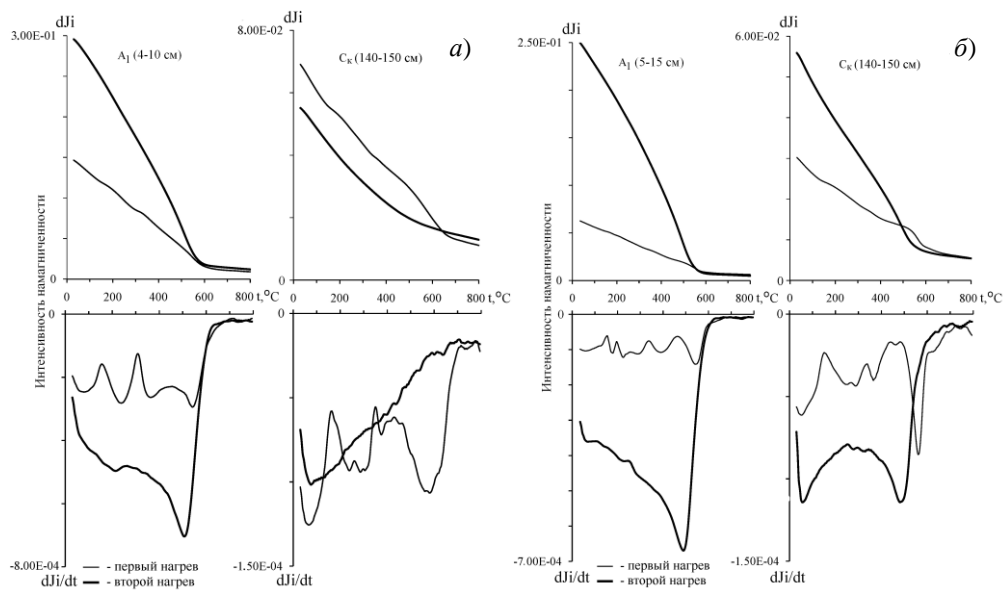 dJi
3.00E-01
A₁ (4-10 см)
0
0 200 400 600 800 t,°C
dJi
8.00E-02
а)
Cₖ (140-150 см)
0
0 200 400 600 800 t,°C
dJi
2.50E-01
A₁ (5-15 см)
0
0 200 400 600 800 t,°C
dJi
6.00E-02
б)
Cₖ (140-150 см)
0
0 200 400 600 800 t,°C
Интенсивность намагниченности
0
-8.00E-04
dJi/dt
- первый нагрев
- второй нагрев
0
-1.50E-04
dJi/dt
Интенсивность намагниченности
0
-7.00E-04
dJi/dt
- первый нагрев
- второй нагрев
0
-1.50E-04
dJi/dt